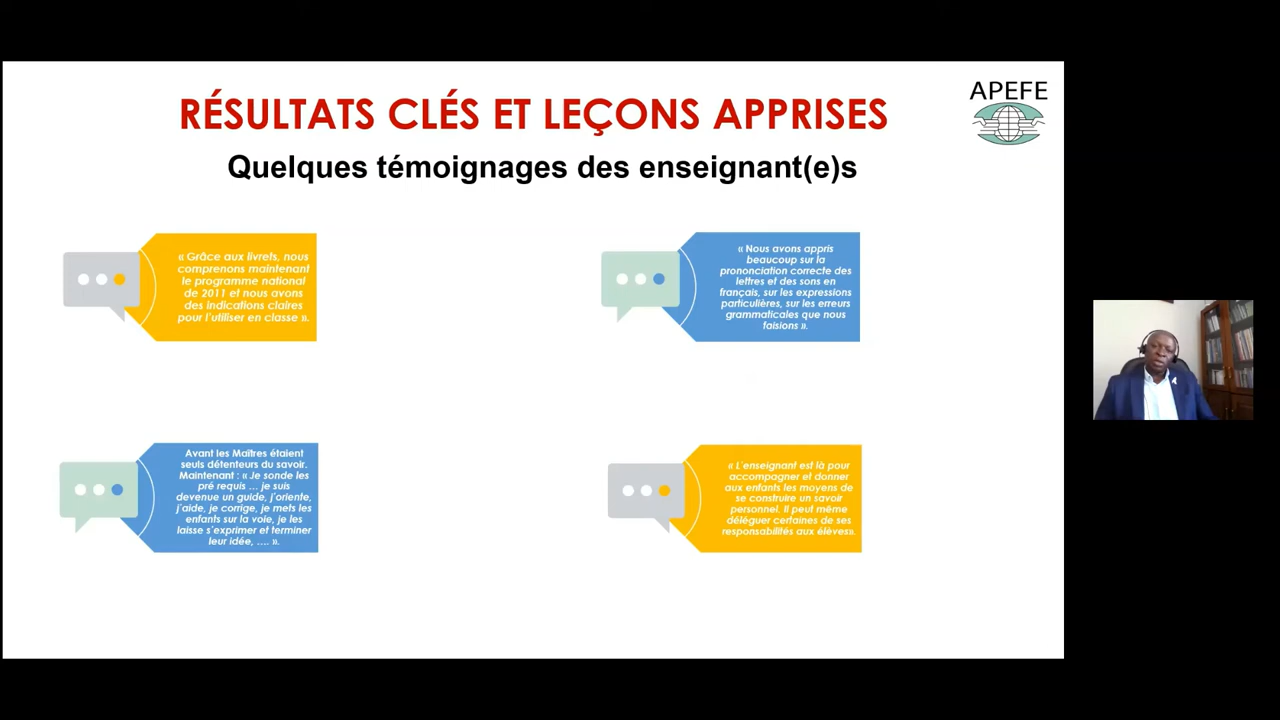 APEFE
RÉSULTATS CLÉS ET LEÇONS APPRISES
Quelques témoignages des enseignant(e)s
« Grâce aux livrets, nous
comprenons maintenant
le programme national
de 2011 et nous avons
des indications claires
pour l'utiliser en classe ».
« Nous avons appris
beaucoup sur la
prononciation correcte des
lettres et des sons en
français, sur les expressions
particulières, sur les erreurs
grammaticales que nous
faisions ».
Avant les Maîtres étaient
seuls détenteurs du savoir.
Maintenant : « Je sonde les
pré requis ... je suis
devenue un guide, j'oriente,
j'aide, je corrige, je mets les
enfants sur la voie, je les
laisse s'exprimer et terminer
leur idée, .... ».
« L'enseignant est là pour
accompagner et donner
aux enfants les moyens de
se construire un savoir
personnel. Il peut même
déléguer certaines de ses
responsabilités aux élèves».